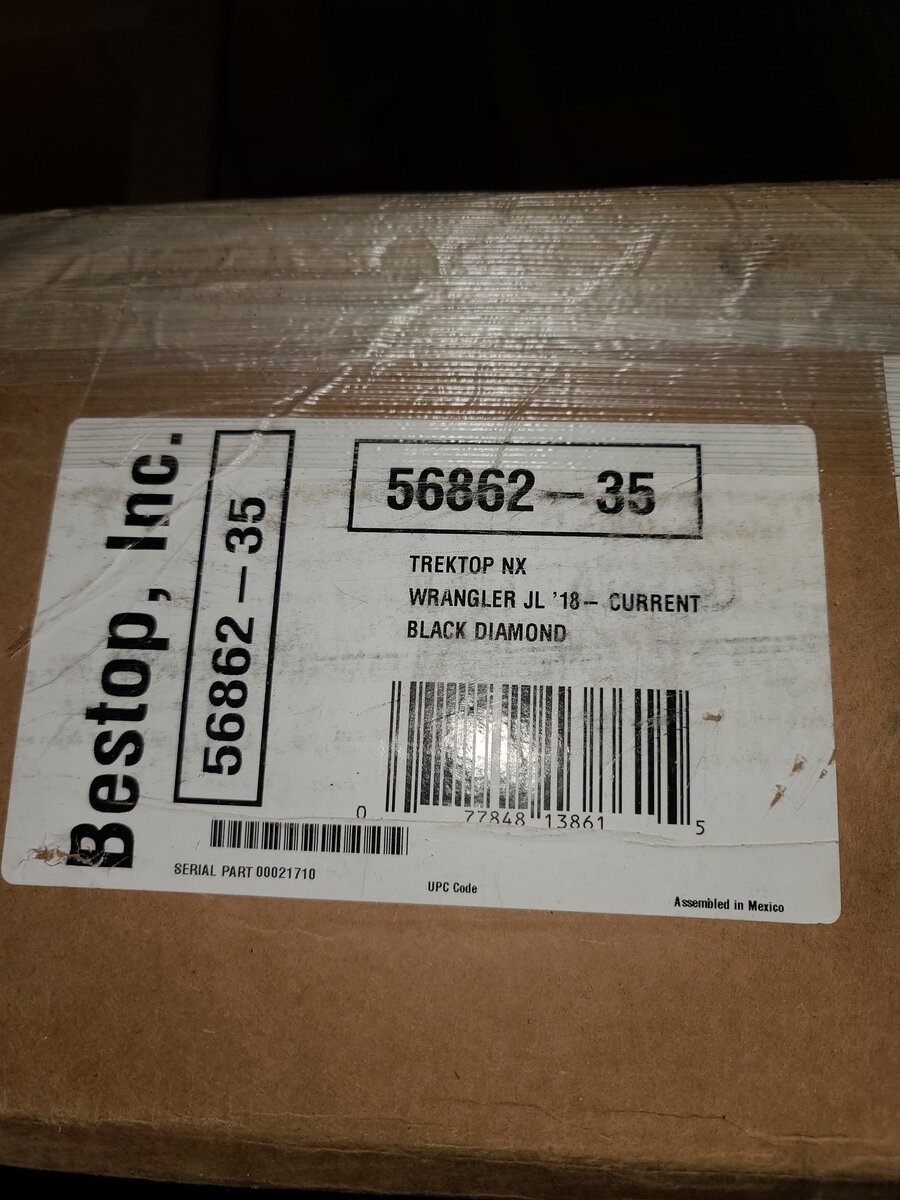 Bestop, Inc.
56862-35
56862-35
TREKTOP NX
WRANGLER JL '18- CURRENT
BLACK DIAMOND
0 77848 13861 5
SERIAL PART 00021710
UPC Code
Assembled in Mexico